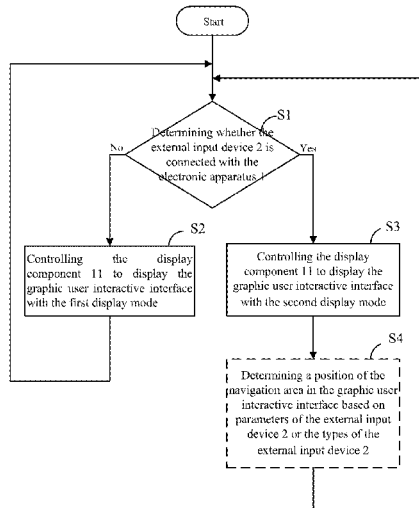 Start
S1
Determining whether the
external input device 2 is
connected with the
electronic apparatus 1
No
Yes
S2
Controlling the display
component 11 to display the
graphic user interactive interface
with the first display mode
S3
Controlling the display
component 11 to display the
graphic user interactive interface
with the second display mode
S4
Determining a position of the
navigation area in the graphic user
interactive interface based on
parameters of the external input
device 2 or the types of the
external input device 2